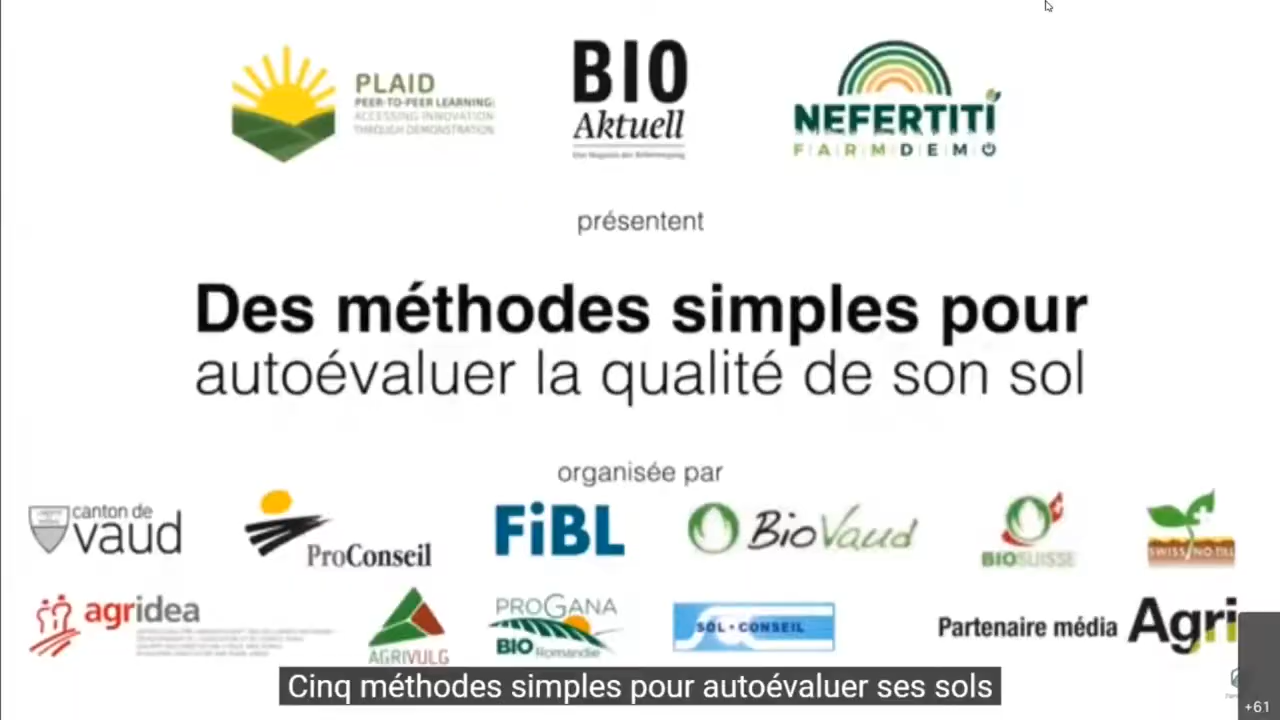 PLAID
PEER-TO-PEER LEARNING:
ACCESSING INNOVATION
THROUGH DEMONSTRATION
BIO
Aktuell
NEFERTITI
FARMDEMO
présentent
Des méthodes simples pour
autoévaluer la qualité de son sol
organisée par
canton de
vaud
ProConseil
FiBL
BioVaud
BIOSUISSE
SWISS NO TILL
agridea
AGRIVULG
PROGANA
BIO Romandie
SOL•CONSEIL
Partenaire média Agri
Cinq méthodes simples pour autoévaluer ses sols
+61